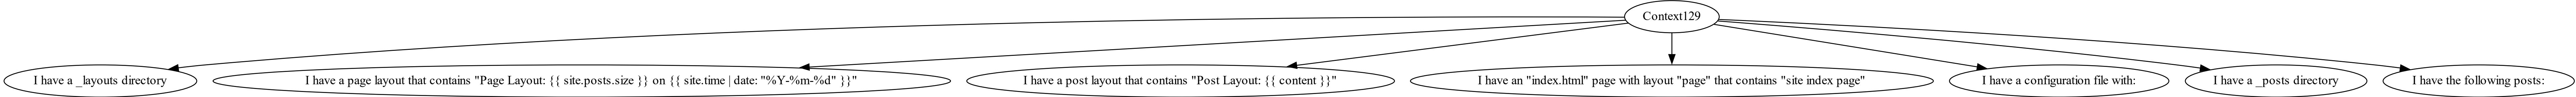 Context129
I have a _layouts directory
I have a page layout that contains "Page Layout: {{ site.posts.size }} on {{ site.time | date: "%Y-%m-%d" }}"
I have a post layout that contains "Post Layout: {{ content }}"
I have an "index.html" page with layout "page" that contains "site index page"
I have a configuration file with:
I have a _posts directory
I have the following posts: